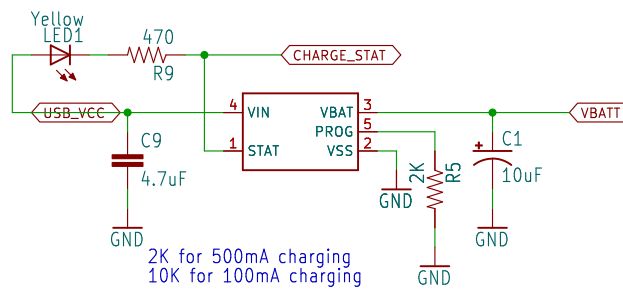 Yellow
LED1
470
R9
CHARGE_STAT
USB_VCC
4
VIN
VBAT
3
PROG
5
1
STAT
VSS
2
VBATT
C9
4.7uF
2K
R5
C1
+
10uF
GND
GND
GND
GND
2K for 500mA charging
10K for 100mA charging